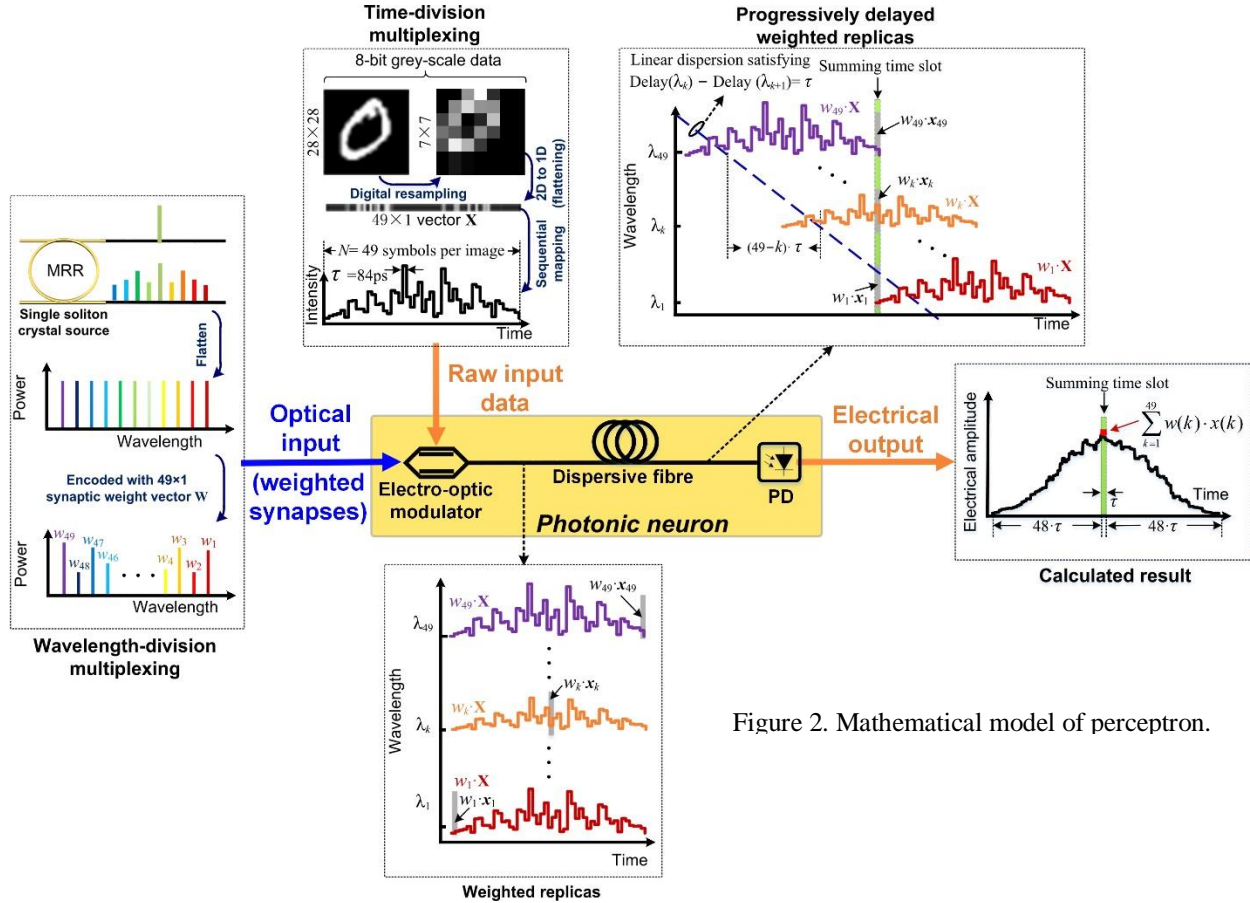 Time-division
multiplexing
8-bit grey-scale data
28×28
7×7
Digital resampling
2D to 1D
(flattening)
49×1 vector X
Sequential
mapping
N= 49 symbols per image
τ =84ps
Intensity
Time
Progressively delayed
weighted replicas
Linear dispersion satisfying
Delay(λk) − Delay (λk+1)= τ
Summing time slot
w49·X
w49·x49
λ49
wk·xk
wk·X
λk
(49−k)· τ
w1·X
w1·x1
λ1
Wavelength
Time
MRR
Single soliton
crystal source
Flatten
Power
Wavelength
Encoded with 49×1
synaptic weight vector W
w49
w48
w47
w46
w4
w3
w2
w1
Power
Wavelength
Wavelength-division
multiplexing
Optical
input
(weighted
synapses)
Raw input
data
Electro-optic
modulator
Dispersive fibre
PD
Photonic neuron
Electrical
output
Summing time slot
49
∑ w(k) · x(k)
k=1
Electrical amplitude
Time
τ
48·τ
48·τ
Calculated result
w49·X
w49·x49
λ49
wk·X
wk·xk
λk
w1·X
w1·x1
λ1
Wavelength
Time
Weighted replicas
Figure 2. Mathematical model of perceptron.